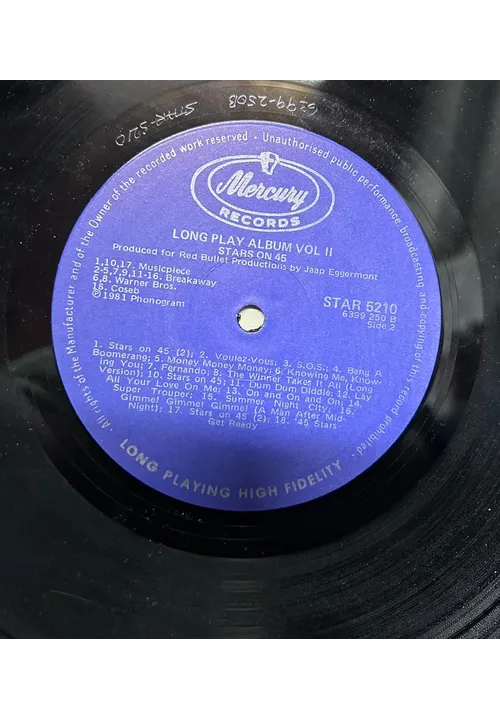 STAR-5210
6399-250B
All rights of the Manufacturer and of the Owner of the recorded work reserved · Unauthorised public performance, broadcasting and copying of this record prohibited ·
Mercury
RECORDS
LONG PLAY ALBUM VOL II
STARS ON 45
Produced for Red Bullet Productions by Jaap Eggermont
1,10,17. Musicpiece
2-5,7,9,11-16. Breakaway
6,8. Warner Bros.
18. Coseb
℗1981 Phonogram
STAR 5210
6399 250 B
Side 2
1. Stars on 45 (2); 2. Voulez-Vous; 3. S.O.S; 4. Bang A
Boomerang; 5. Money Money Money; 6. Knowing Me, Know-
ing You; 7. Fernando; 8. The Winner Takes It All (Long
Version); 10. Stars on 45; 11. Dum Dum Diddle; 12. Lay
All Your Love On Me; 13. On and On and On; 14.
Super Trouper; 15. Summer Night City; 16.
Gimme! Gimme! Gimme! (A Man After Mid-
Night); 17. Stars on 45 (2) 18. '45 Stars
Get Ready
LONG PLAYING HIGH FIDELITY